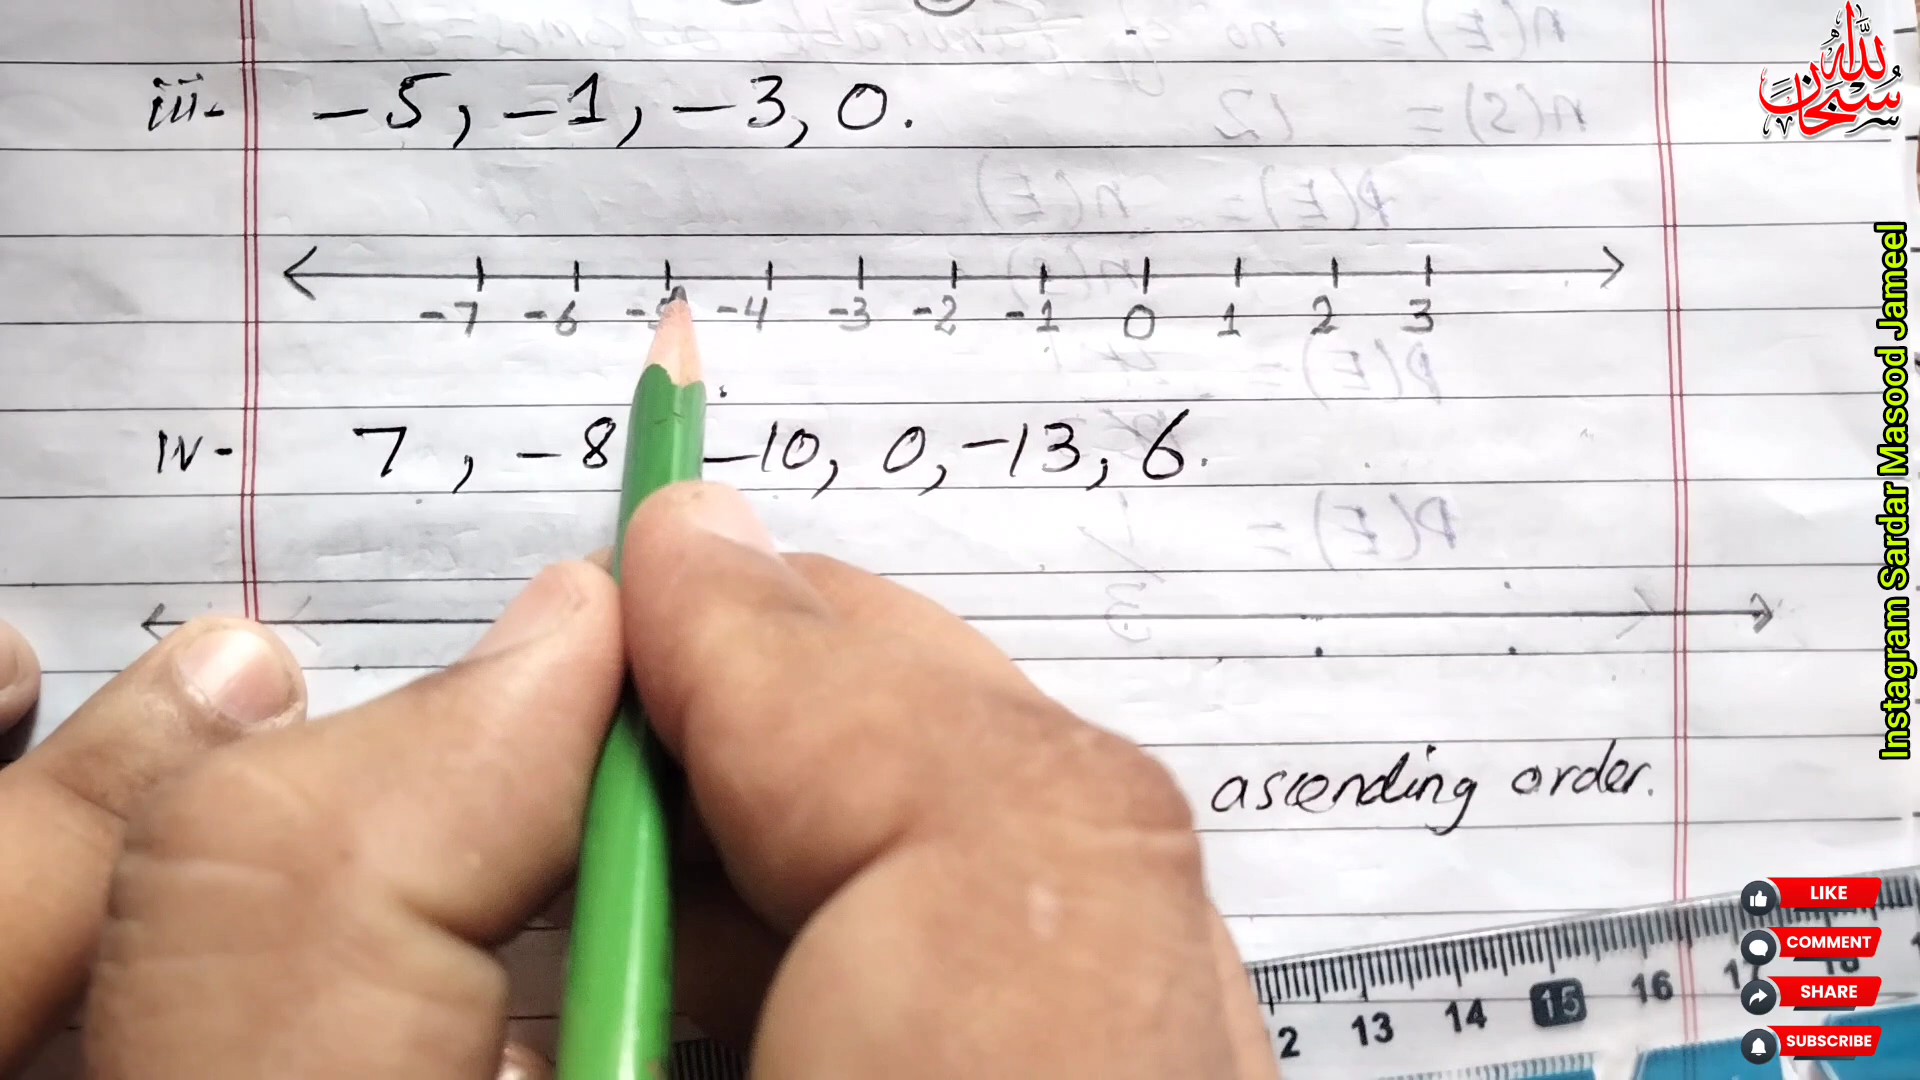 سبحان الله
iii- -5, -1, -3, 0.
-7 -6 -5 -4 -3 -2 -1 0 1 2 3
iv- 7, -8 -10, 0, -13, 6.
ascending order.
12 13 14 15 16 17 18
Instagram Sardar Masood Jameel
LIKE
COMMENT
SHARE
SUBSCRIBE